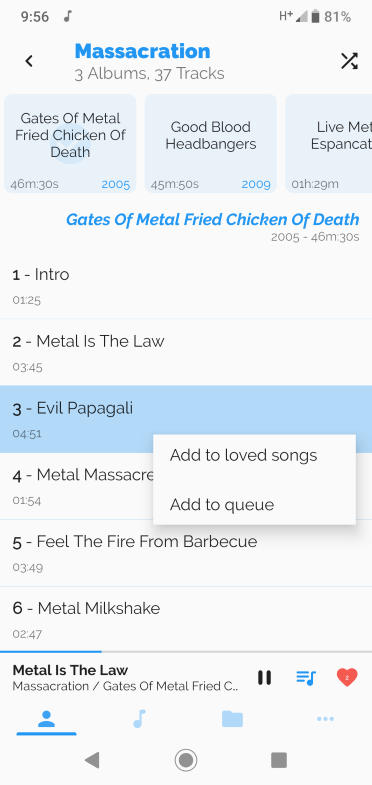 9:56
H+
81%
Massacration
3 Albums, 37 Tracks
Gates Of Metal
Fried Chicken Of
Death
46m:30s 2005
Good Blood
Headbangers
45m:50s 2009
Live Met
Espancat
01h:29m
Gates Of Metal Fried Chicken Of Death
2005 - 46m:30s
1 - Intro
01:25
2 - Metal Is The Law
03:45
3 - Evil Papagali
04:51
Add to loved songs
Add to queue
4 - Metal Massacre
01:54
5 - Feel The Fire From Barbecue
03:49
6 - Metal Milkshake
02:47
Metal Is The Law
Massacration / Gates Of Metal Fried C..
2